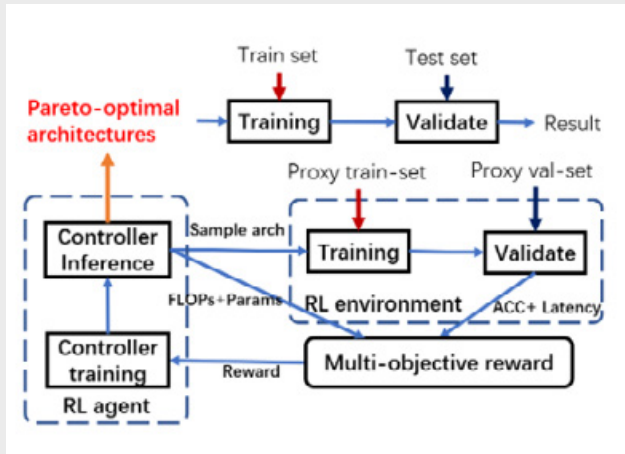 Train set
Test set
Pareto-optimal
architectures
Training
Validate
Result
Proxy train-set
Proxy val-set
Controller
Inference
Sample arch
Training
Validate
FLOPs+Params
RL environment
ACC+ Latency
Controller
training
Reward
Multi-objective reward
RL agent